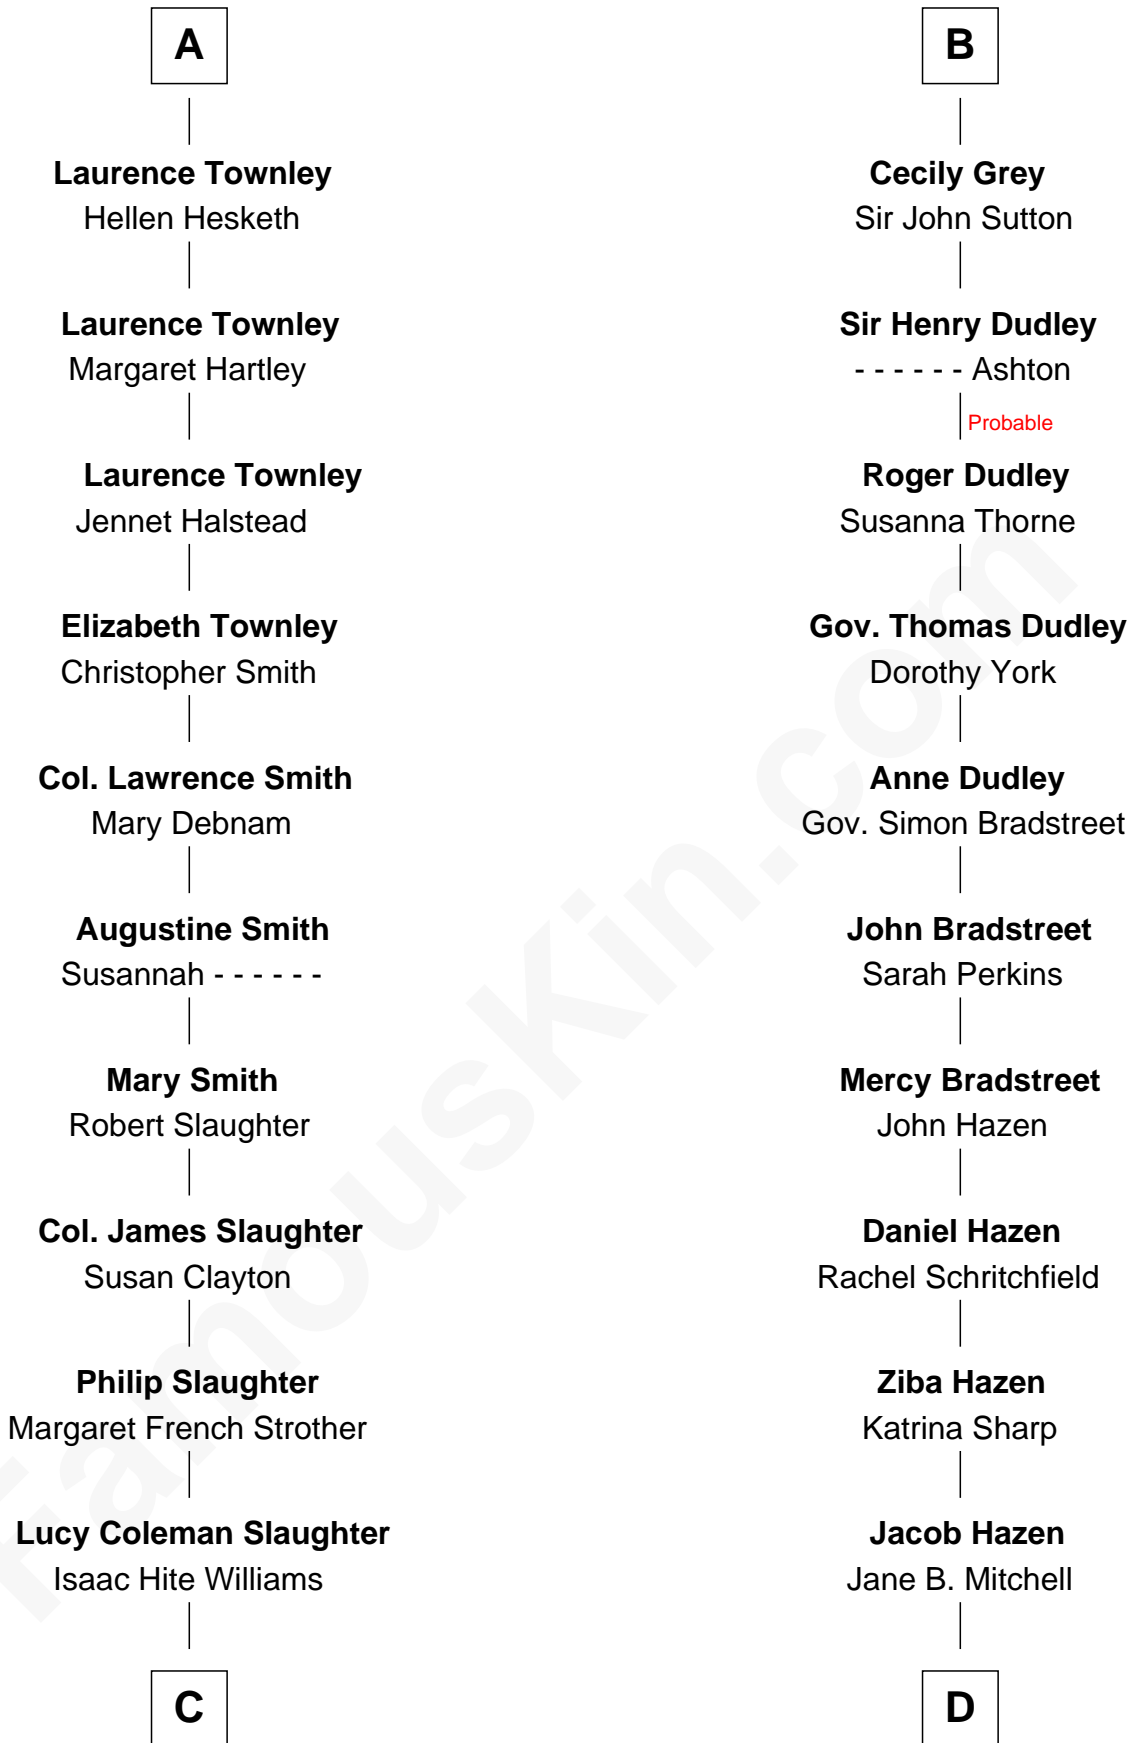 A
Laurence Townley
Hellen Hesketh
Laurence Townley
Margaret Hartley
Laurence Townley
Jennet Halstead
Elizabeth Townley
Christopher Smith
Col. Lawrence Smith
Mary Debnam
Augustine Smith
Susannah - - - - - -
Mary Smith
Robert Slaughter
Col. James Slaughter
Susan Clayton
Philip Slaughter
Margaret French Strother
Lucy Coleman Slaughter
Isaac Hite Williams
C
B
Cecily Grey
Sir John Sutton
Sir Henry Dudley
- - - - - - Ashton
Probable
Roger Dudley
Susanna Thorne
Gov. Thomas Dudley
Dorothy York
Anne Dudley
Gov. Simon Bradstreet
John Bradstreet
Sarah Perkins
Mercy Bradstreet
John Hazen
Daniel Hazen
Rachel Schritchfield
Ziba Hazen
Katrina Sharp
Jacob Hazen
Jane B. Mitchell
D
FamousKin.com